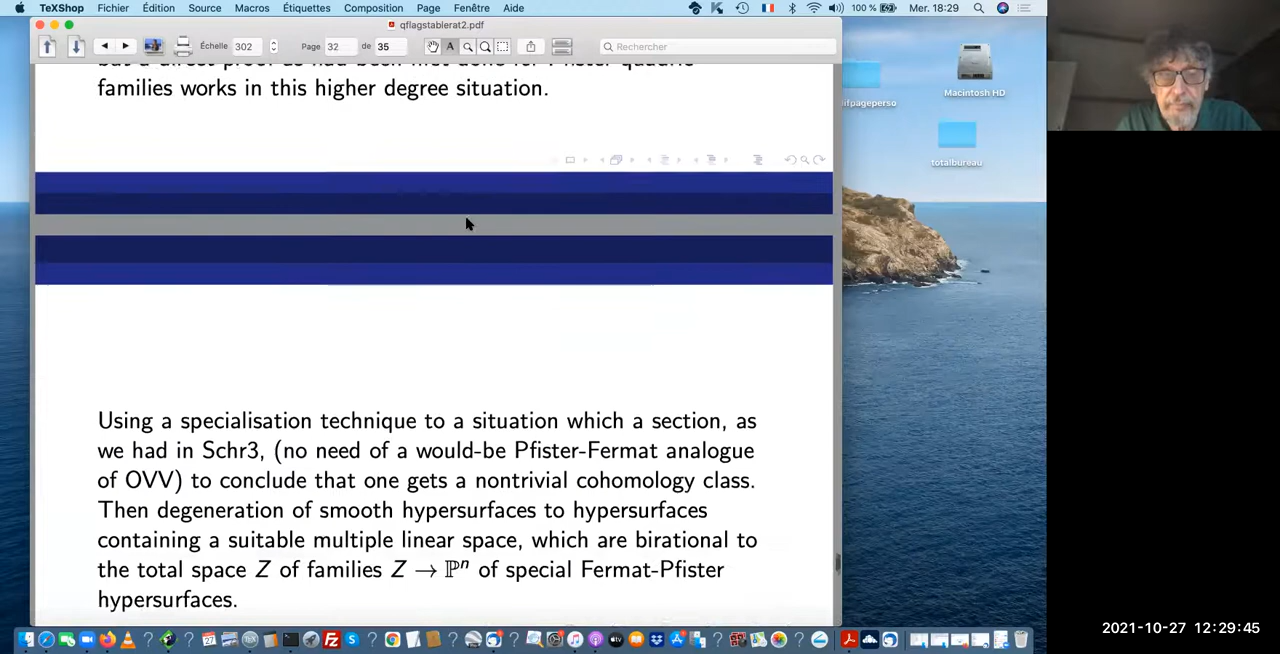 TeXShop Fichier Édition Source Macros Étiquettes Composition Page Fenêtre Aide 100 % Mer. 18:29
qflagstablerat2.pdf
Échelle 302 Page 32 de 35 Rechercher
families works in this higher degree situation.
Using a specialisation technique to a situation which a section, as
we had in Schr3, (no need of a would-be Pfister-Fermat analogue
of OVV) to conclude that one gets a nontrivial cohomology class.
Then degeneration of smooth hypersurfaces to hypersurfaces
containing a suitable multiple linear space, which are birational to
the total space Z of families Z → ℙⁿ of special Fermat-Pfister
hypersurfaces.
ifpageperso
Macintosh HD
totalbureau
2021-10-27 12:29:45